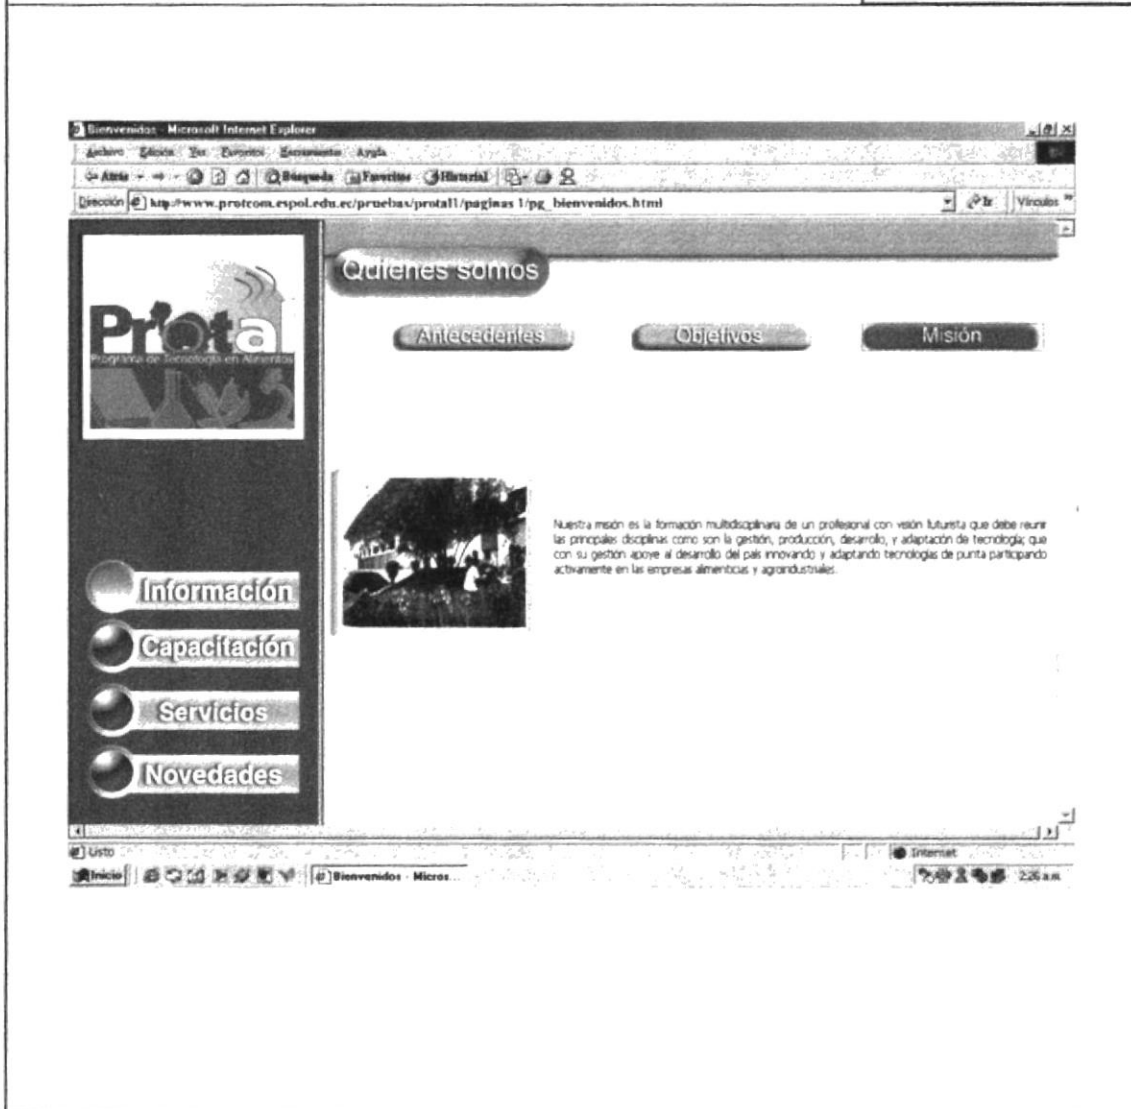 Bienvenidos - Microsoft Internet Explorer
Archivo Edición Ver Favoritos Herramientas Ayuda
Atrás Búsqueda Favoritos Historial
Dirección http://www.protcom.espol.edu.ec/pruebas/prota11/paginas 1/pg_bienvenidos.html Ir Vínculos »
Quienes somos
Prota
Programa de Tecnología en Alimentos
Antecedentes Objetivos Misión
Nuestra misión es la formación multidisciplinaria de un profesional con visión futurista que debe reunir
las principales disciplinas como son la gestión, producción, desarrollo, y adaptación de tecnología; que
con su gestión apoye al desarrollo del país innovando y adaptando tecnologías de punta participando
activamente en las empresas alimenticias y agroindustriales.
Información
Capacitación
Servicios
Novedades
Listo Internet
Inicio Bienvenidos - Micros... 2:26 a.m.